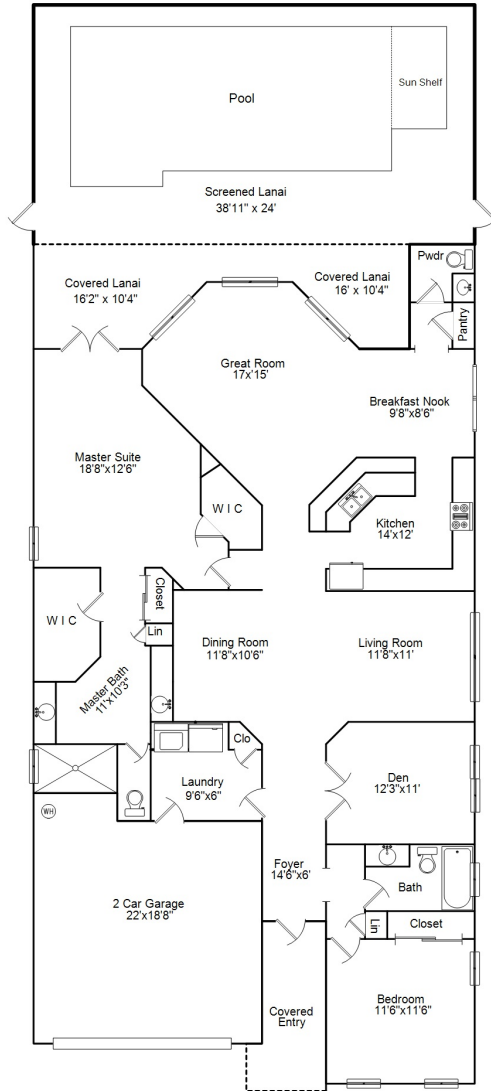 Pool
Sun Shelf
Screened Lanai
38'11" x 24'
Pwdr
Covered Lanai
16'2" x 10'4"
Covered Lanai
16' x 10'4"
Pantry
Great Room
17'x'15'
Breakfast Nook
9'8"x8'6"
Master Suite
18'8"x12'6"
W I C
Kitchen
14'x12'
Closet
W I C
Lin
Dining Room
11'8"x10'6"
Living Room
11'8"x11'
Master Bath
11'x10'3"
Clo
Laundry
9'6"x6"
Den
12'3"x11'
WH
Foyer
14'6"x6'
Bath
2 Car Garage
22'x18'8"
Lin
Closet
Bedroom
11'6"x11'6"
Covered
Entry